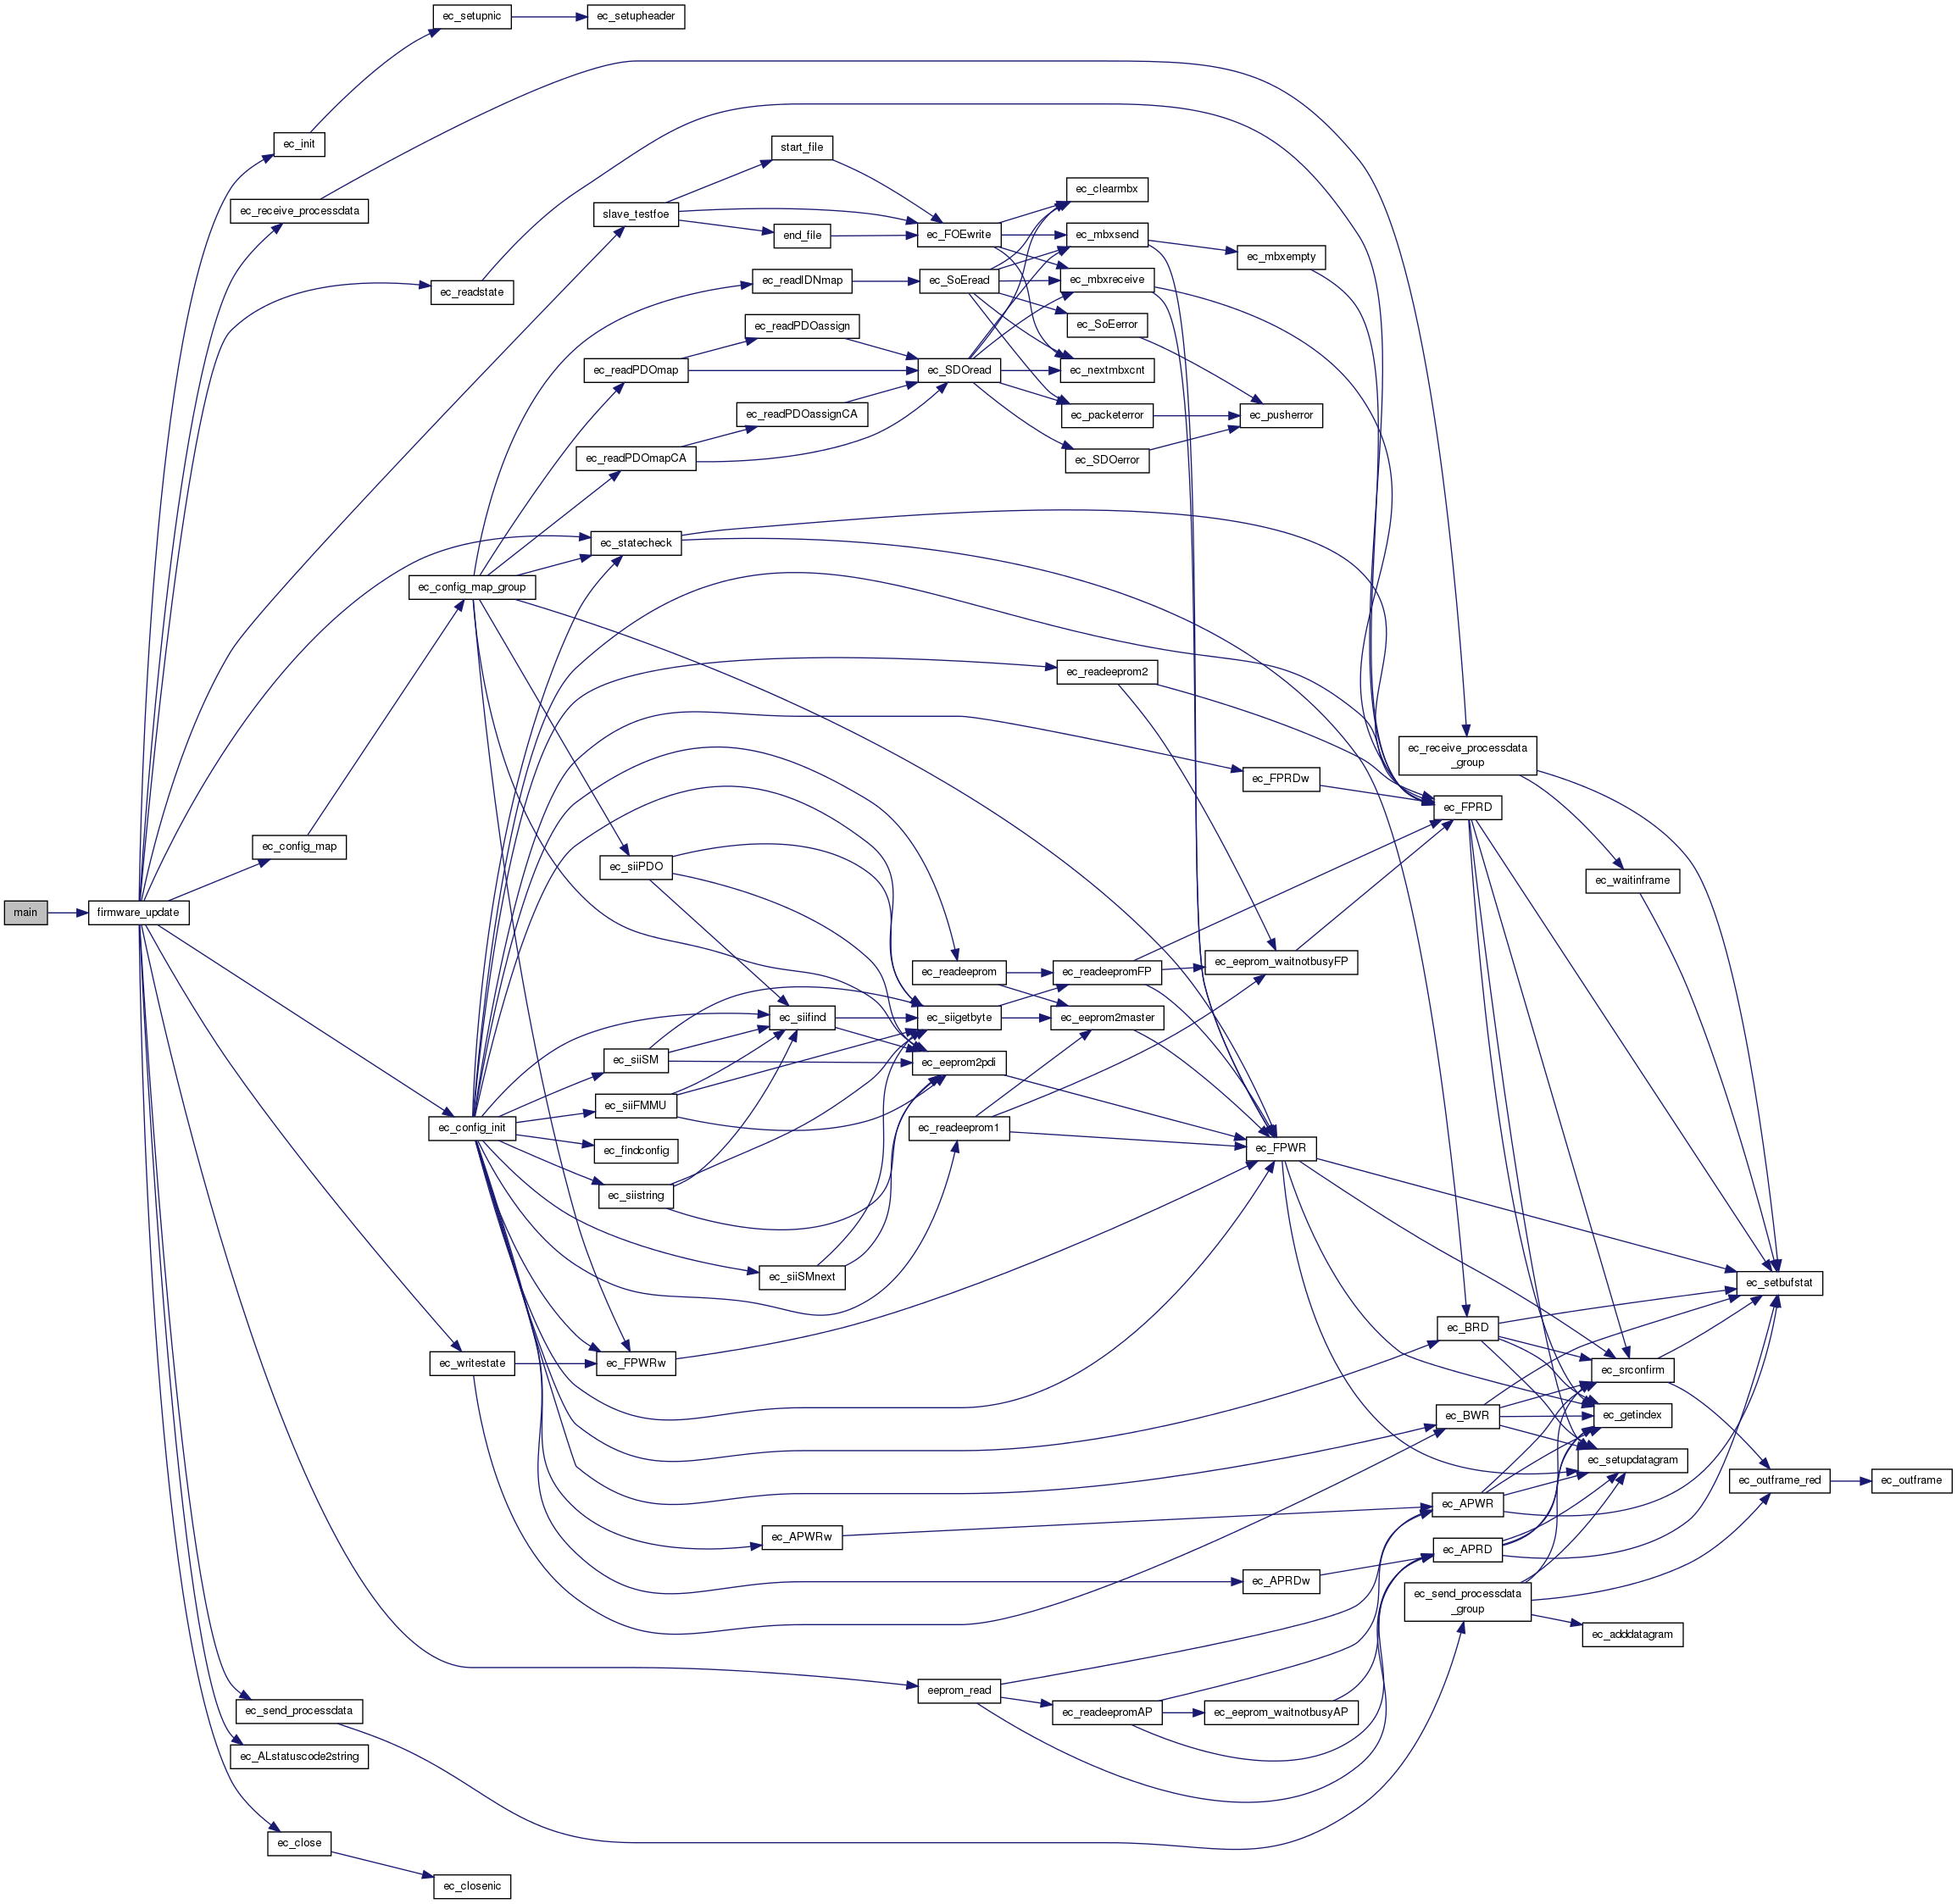 ec_setupnic
ec_setupheader
ec_init
start_file
ec_clearmbx
ec_receive_processdata
slave_testfoe
end_file
ec_FOEwrite
ec_mbxsend
ec_mbxempty
ec_readstate
ec_readIDNmap
ec_SoEread
ec_mbxreceive
ec_readPDOassign
ec_SoEerror
ec_readPDOmap
ec_SDOread
ec_nextmbxcnt
ec_readPDOassignCA
ec_packeterror
ec_pusherror
ec_readPDOmapCA
ec_SDOerror
ec_statecheck
ec_config_map_group
ec_readeeprom2
ec_receive_processdata
_group
ec_FPRDw
ec_FPRD
ec_config_map
ec_siiPDO
ec_waitinframe
main
firmware_update
ec_readeeprom
ec_readeepromFP
ec_eeprom_waitnotbusyFP
ec_siifind
ec_siigetbyte
ec_eeprom2master
ec_siiSM
ec_eeprom2pdi
ec_siiFMMU
ec_config_init
ec_readeeprom1
ec_findconfig
ec_FPWR
ec_siistring
ec_siiSMnext
ec_setbufstat
ec_BRD
ec_writestate
ec_FPWRw
ec_srconfirm
ec_BWR
ec_getindex
ec_setupdatagram
ec_outframe_red
ec_outframe
ec_APWR
ec_APWRw
ec_APRD
ec_APRDw
ec_send_processdata
_group
ec_adddatagram
eeprom_read
ec_send_processdata
ec_readeepromAP
ec_eeprom_waitnotbusyAP
ec_ALstatuscode2string
ec_close
ec_closenic